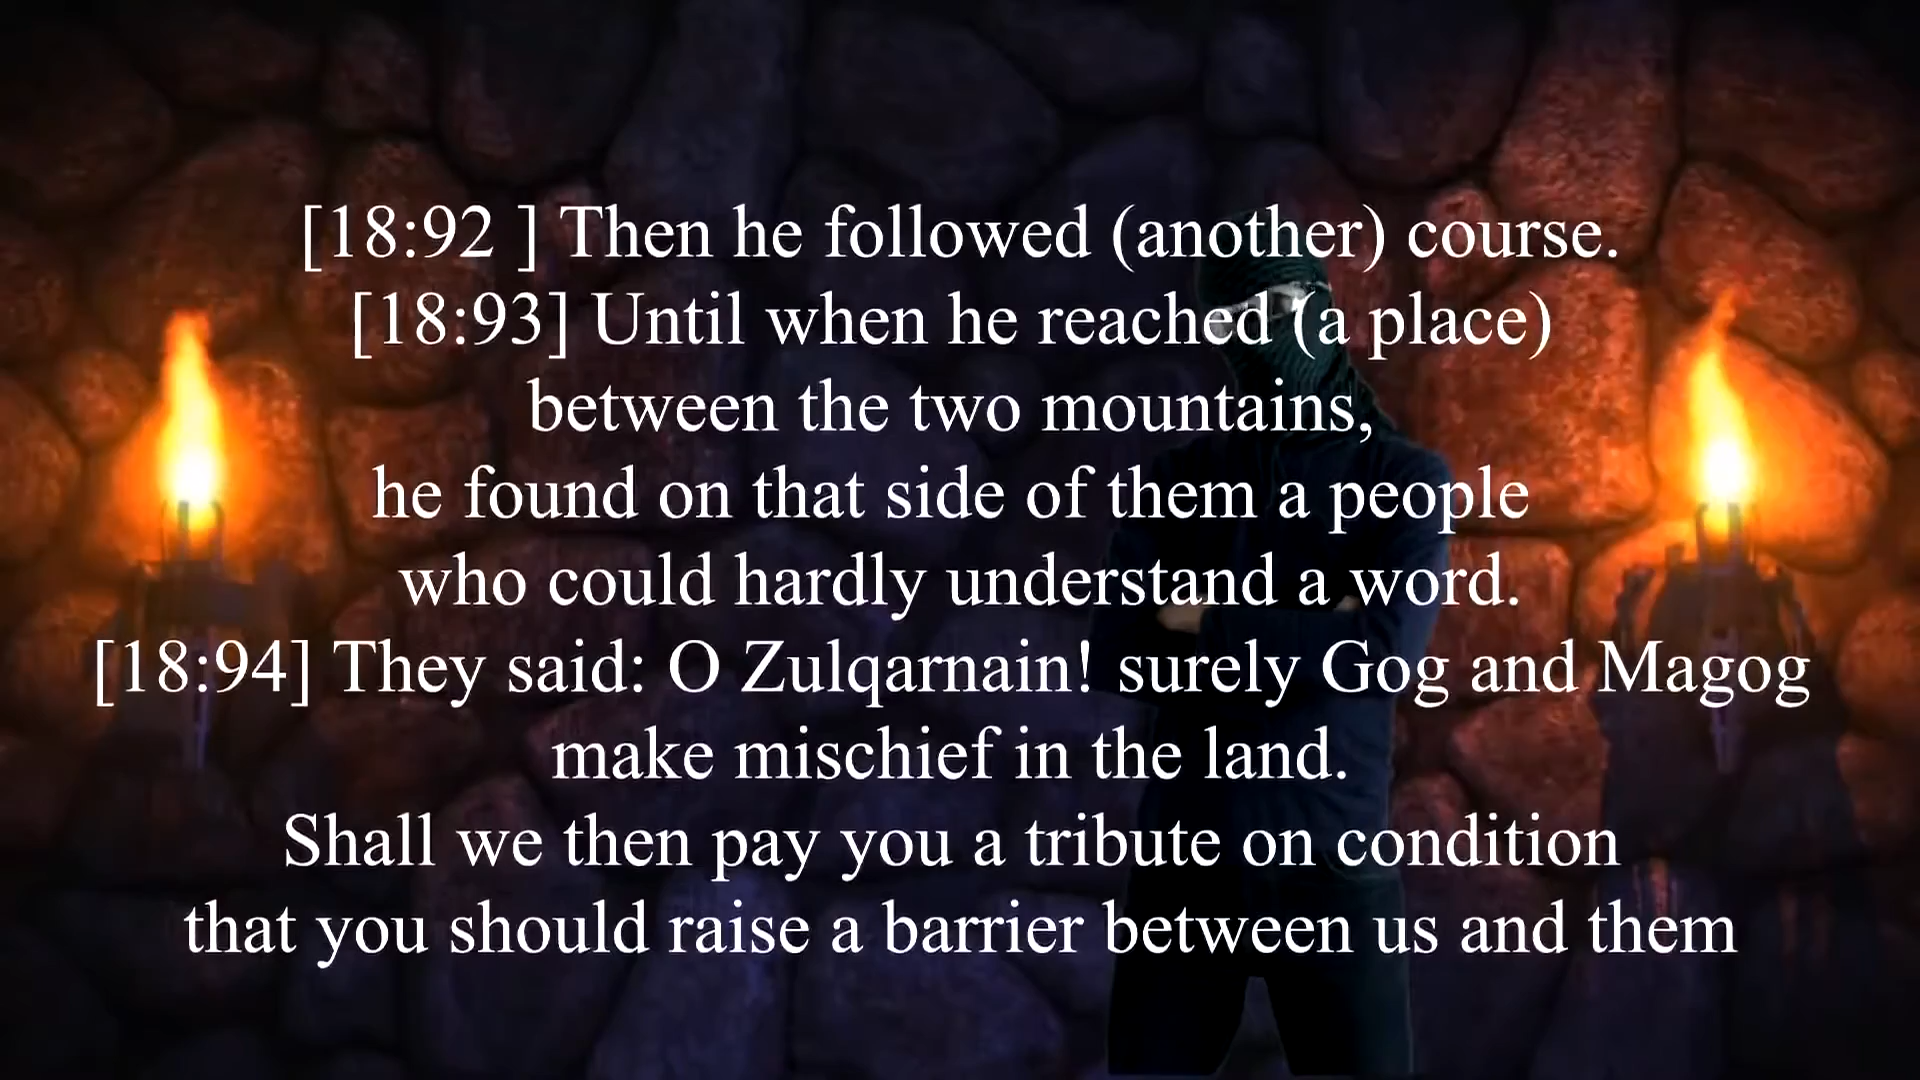 [18:92 ] Then he followed (another) course.
[18:93] Until when he reached (a place)
between the two mountains,
he found on that side of them a people
who could hardly understand a word.
[18:94] They said: O Zulqarnain! surely Gog and Magog
make mischief in the land.
Shall we then pay you a tribute on condition
that you should raise a barrier between us and them